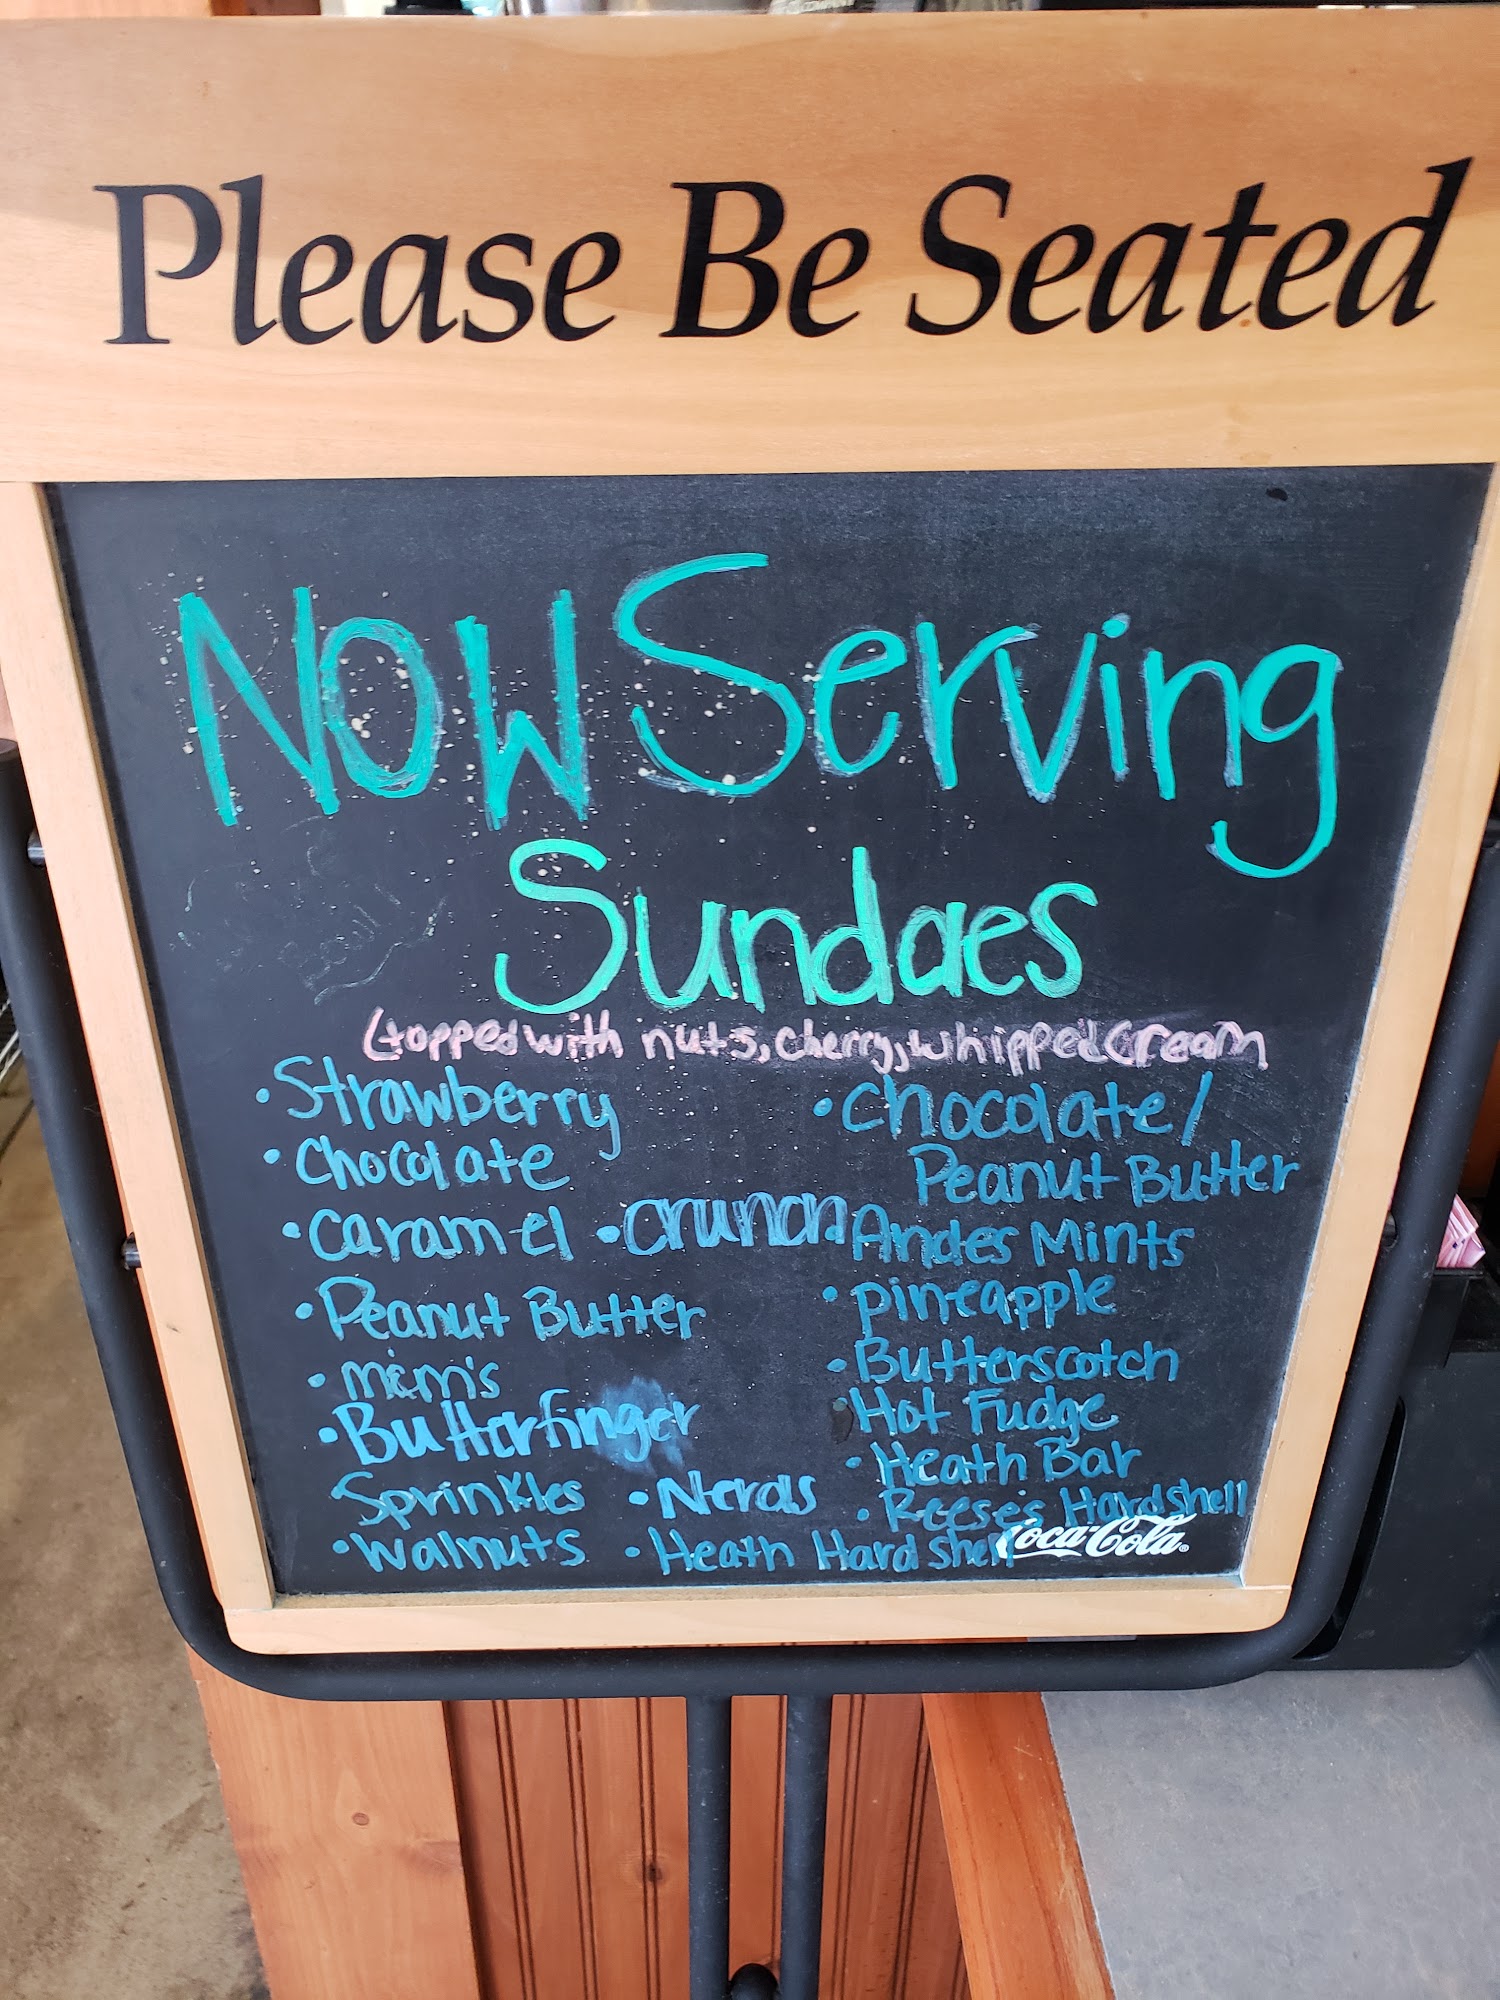 Please Be Seated
NOW Serving
Sundaes
(topped with nuts, cherry, whipped cream
• Strawberry
• Chocolate
• Caramel
• Crunch
• Peanut Butter
• m&m's
• Butterfinger
Sprinkles
• Nerds
• Walnuts
• Heath Hard Shell
• Chocolate/
Peanut Butter
Andes Mints
• pineapple
• Butterscotch
• Hot Fudge
• Heath Bar
• Reese's Hardshell
Coca-Cola